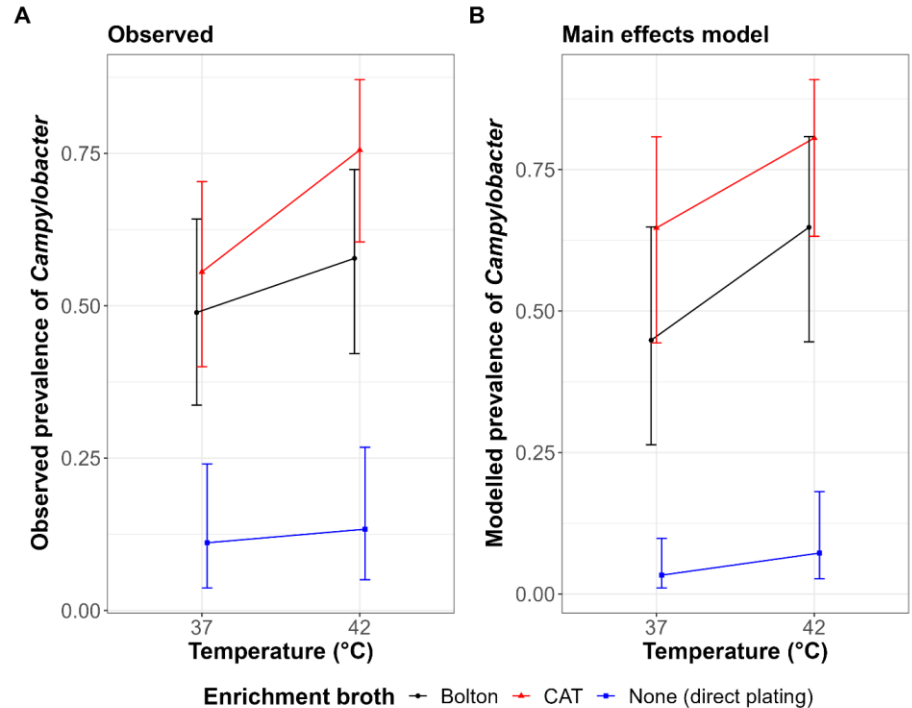 A
Observed
Observed prevalence of Campylobacter
0.75
0.50
0.25
0.00
37
42
Temperature (°C)
B
Main effects model
Modelled prevalence of Campylobacter
0.75
0.50
0.25
0.00
37
42
Temperature (°C)
Enrichment broth Bolton CAT None (direct plating)